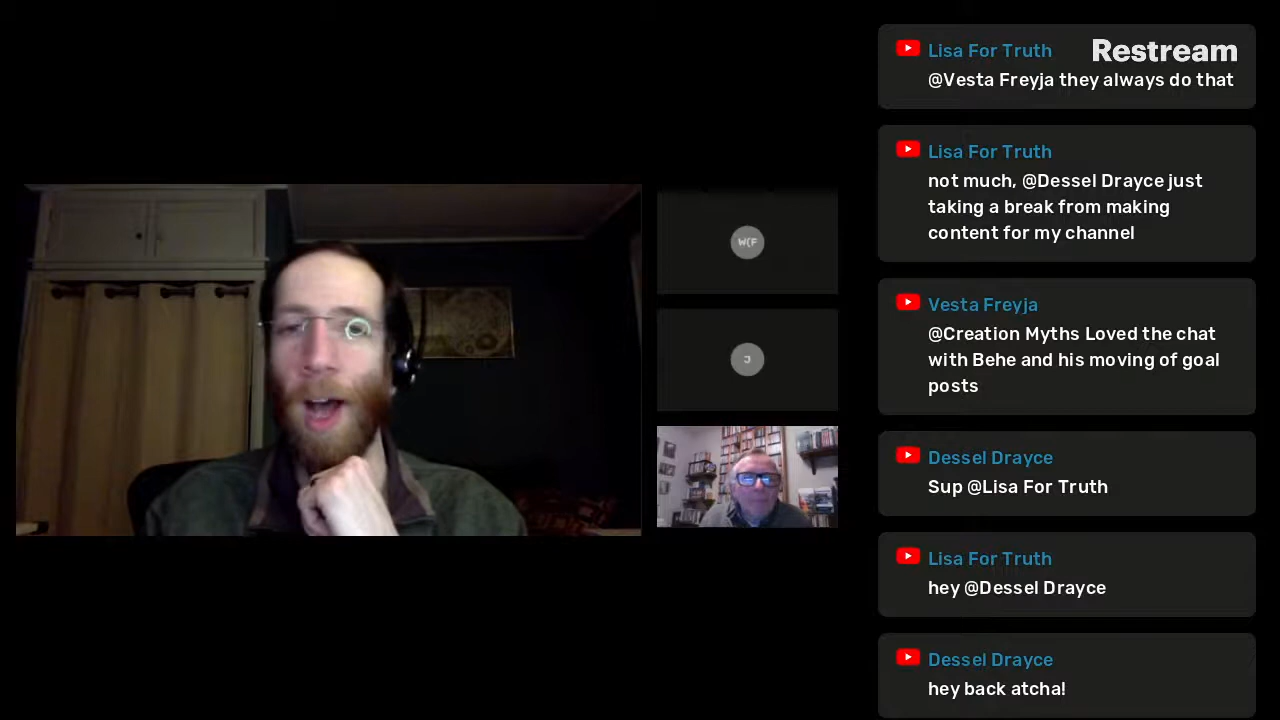 W(F
J
Restream
Lisa For Truth
@Vesta Freyja they always do that
Lisa For Truth
not much, @Dessel Drayce just
taking a break from making
content for my channel
Vesta Freyja
@Creation Myths Loved the chat
with Behe and his moving of goal
posts
Dessel Drayce
Sup @Lisa For Truth
Lisa For Truth
hey @Dessel Drayce
Dessel Drayce
hey back atcha!